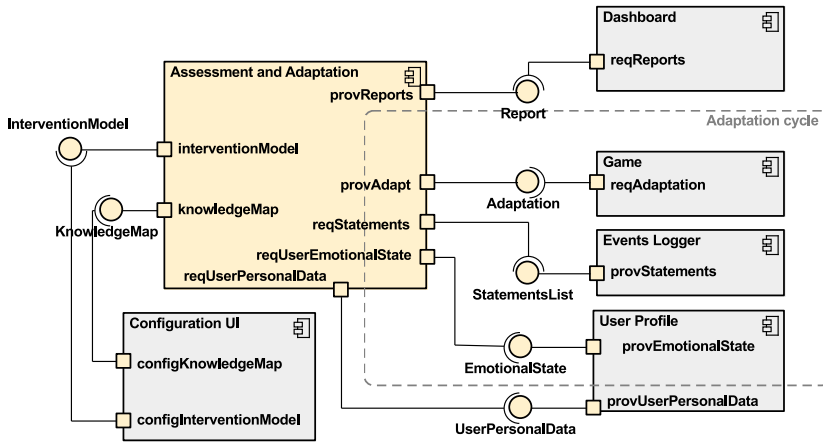 Dashboard
reqReports
Assessment and Adaptation
provReports
Report
Adaptation cycle
InterventionModel
interventionModel
Game
provAdapt
reqAdaptation
Adaptation
knowledgeMap
KnowledgeMap
reqStatements
Events Logger
reqUserEmotionalState
provStatements
reqUserPersonalData
StatementsList
Configuration UI
User Profile
provEmotionalState
configKnowledgeMap
EmotionalState
provUserPersonalData
configInterventionModel
UserPersonalData